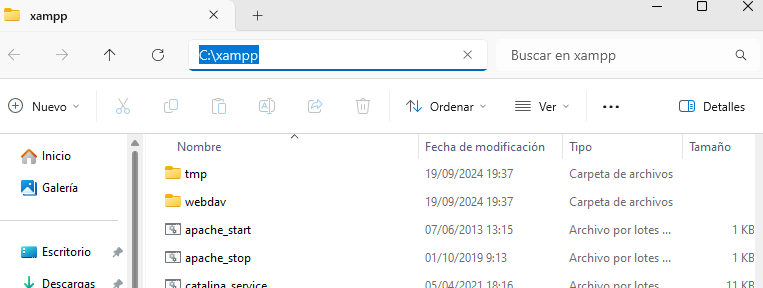 xampp
C:\xampp
Buscar en xampp
Nuevo
Ordenar
Ver
Detalles
Inicio
Galería
Escritorio
Descargas
Nombre Fecha de modificación Tipo Tamaño
tmp 19/09/2024 19:37 Carpeta de archivos
webdav 19/09/2024 19:37 Carpeta de archivos
apache_start 07/06/2013 13:15 Archivo por lotes ... 1 KB
apache_stop 01/10/2019 9:13 Archivo por lotes ... 1 KB
catalina_service 05/04/2021 18:16 Archivo por lotes ... 11 KB